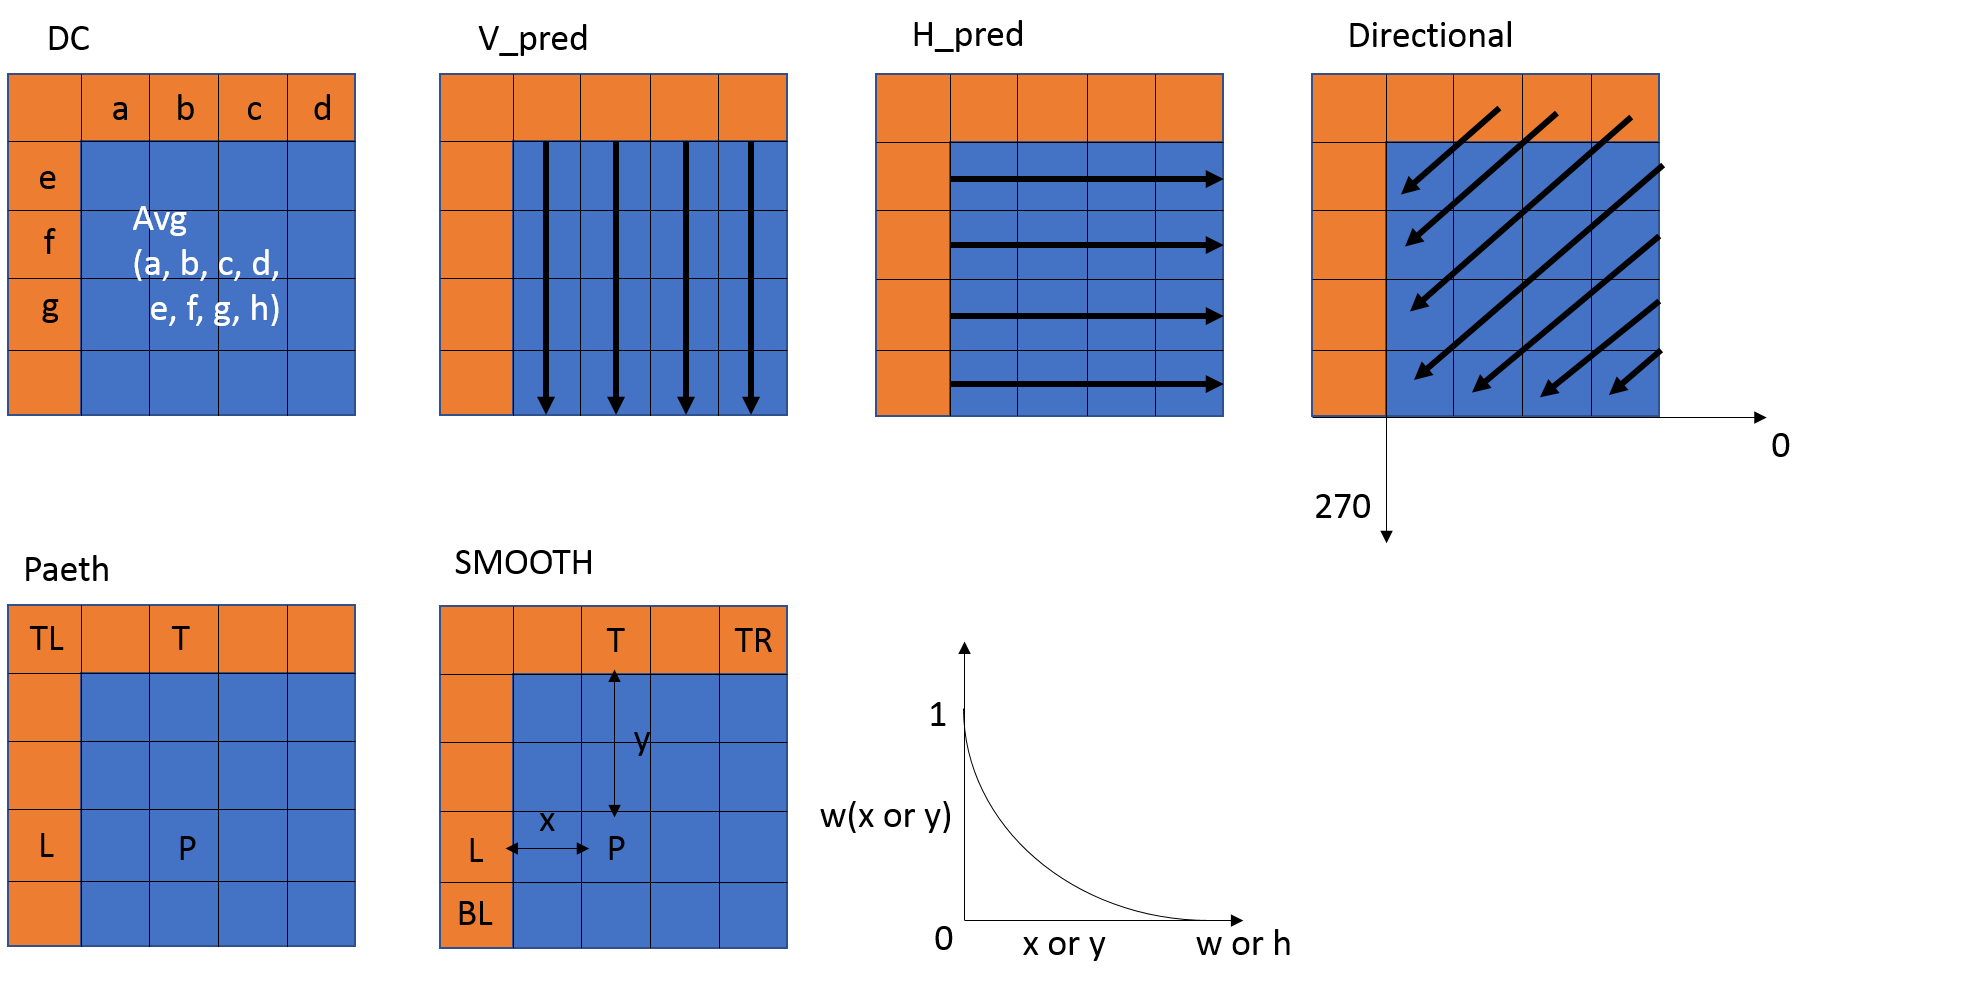 DC
V_pred
H_pred
Directional
a b c d
e
f
g
Avg
(a, b, c, d,
e, f, g, h)
0
270
Paeth
SMOOTH
TL T
L P
T TR
y
x
L P
BL
1
w(x or y)
0
x or y
w or h